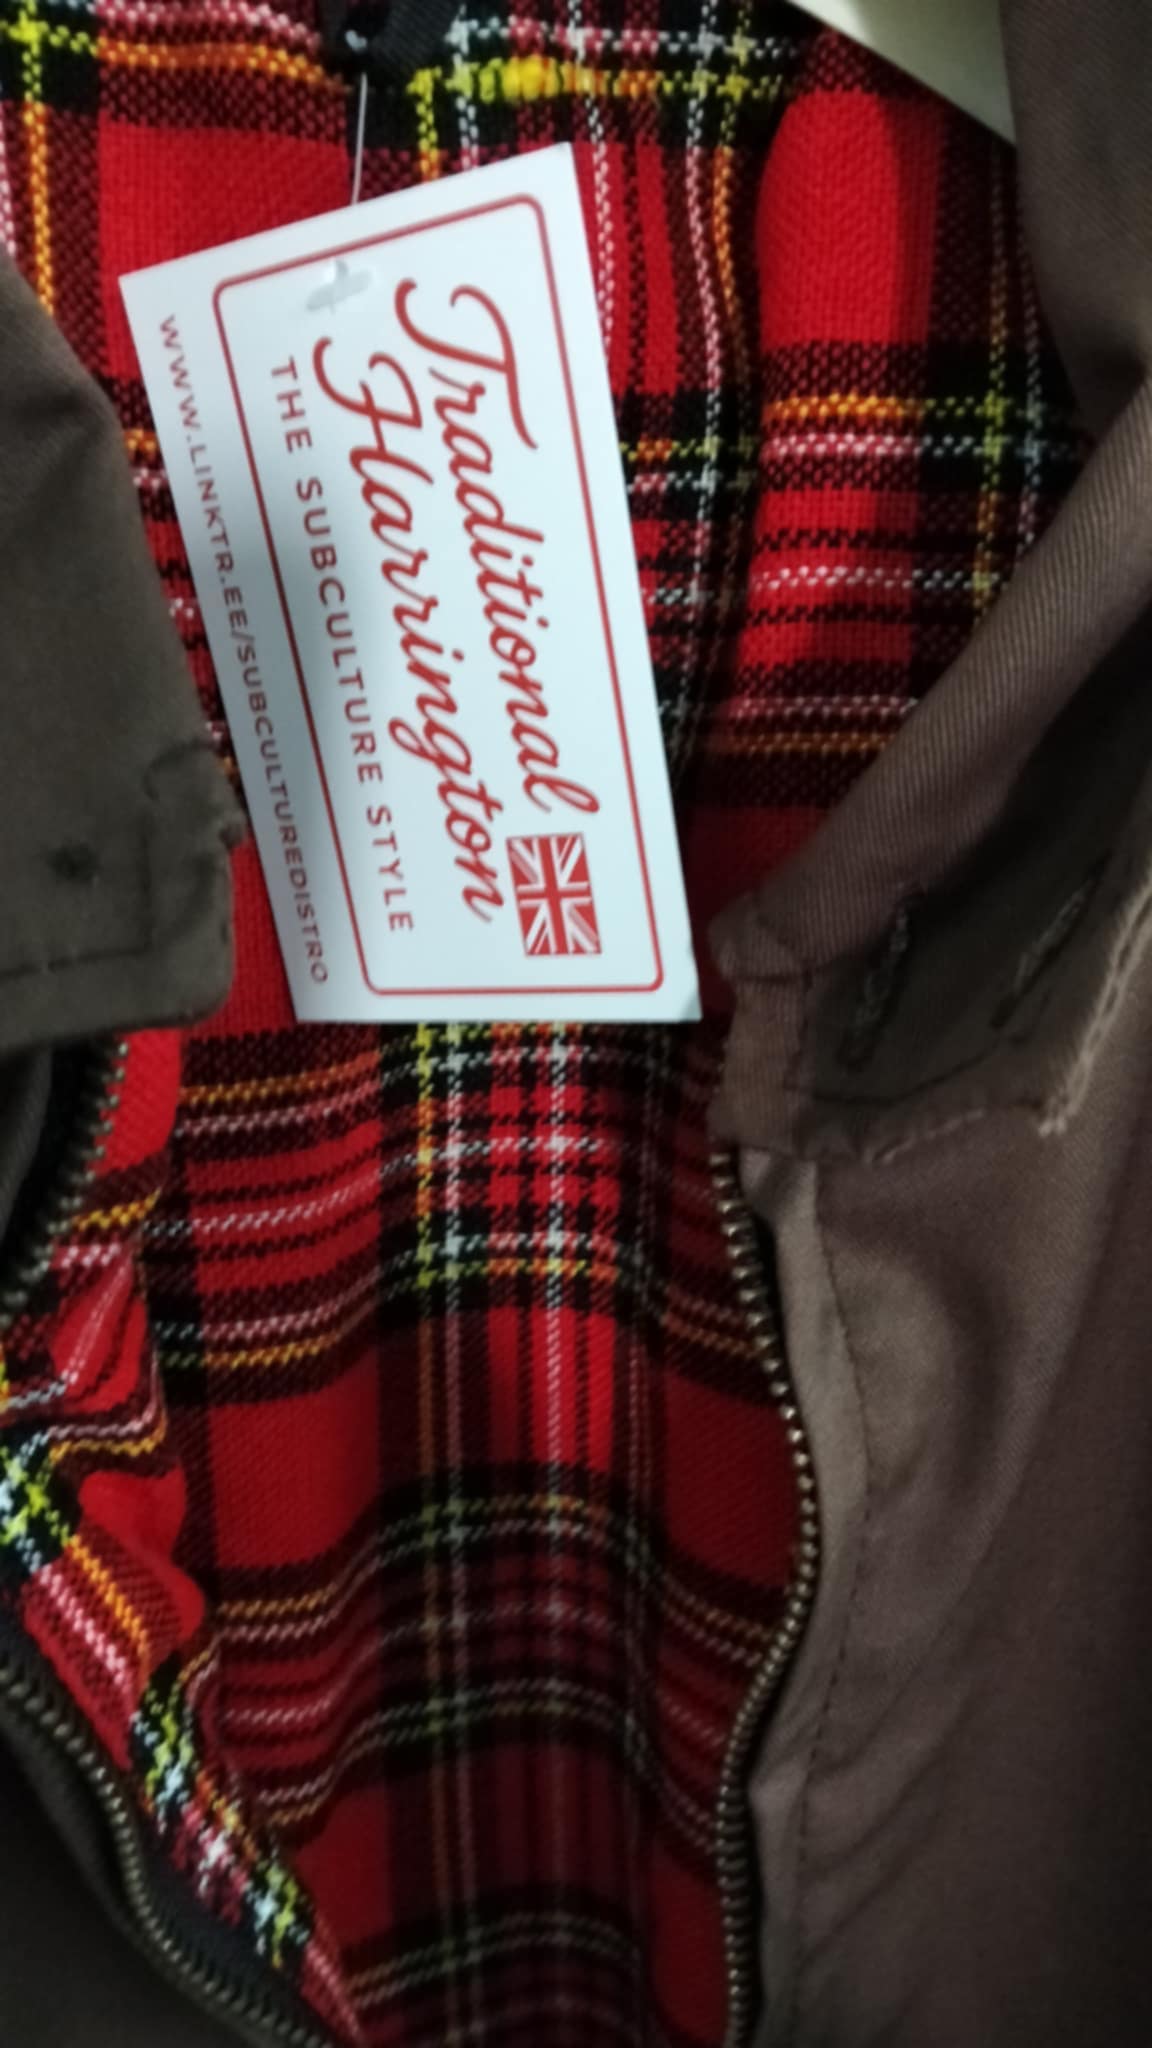 Traditional
Harrington
THE SUBCULTURE STYLE
WWW.LINKTR.EE/SUBCULTUREDISTRO